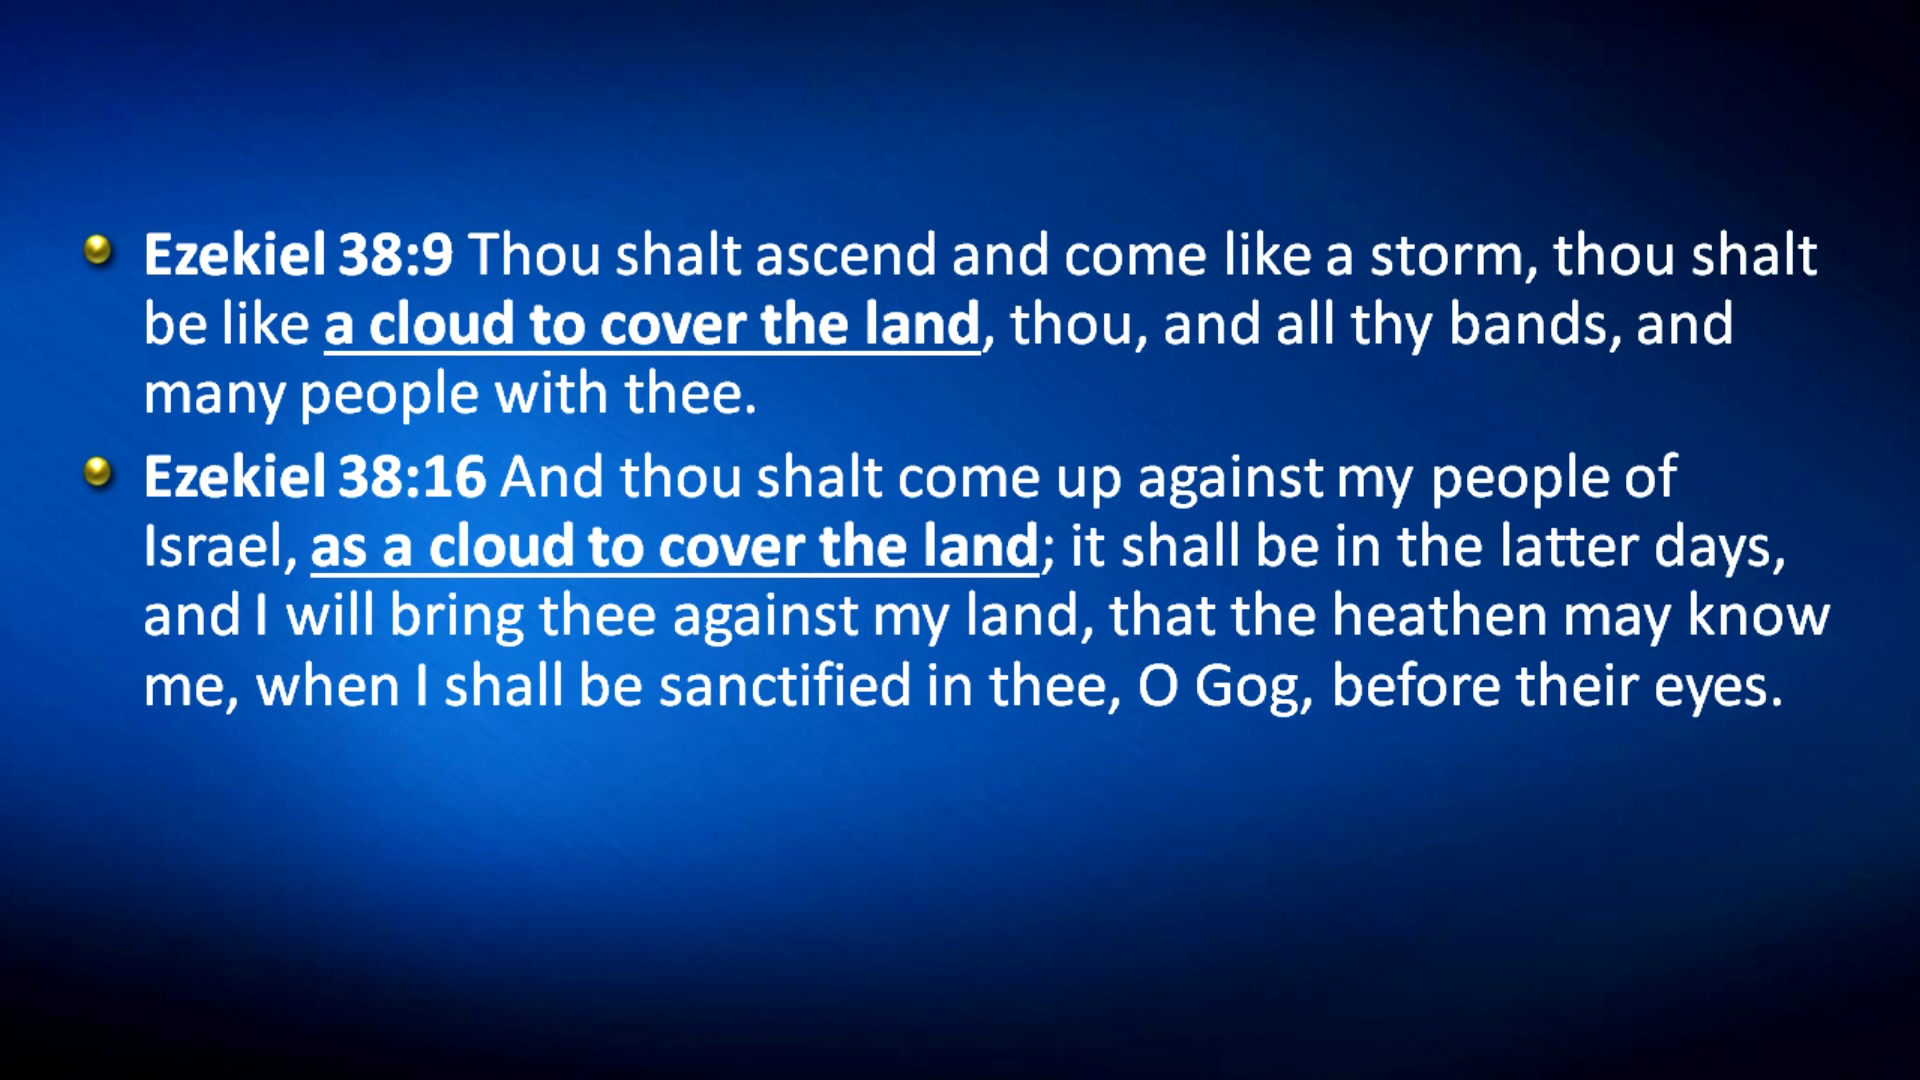 Ezekiel 38:9 Thou shalt ascend and come like a storm, thou shalt
be like a cloud to cover the land, thou, and all thy bands, and
many people with thee.
Ezekiel 38:16 And thou shalt come up against my people of
Israel, as a cloud to cover the land; it shall be in the latter days,
and I will bring thee against my land, that the heathen may know
me, when I shall be sanctified in thee, O Gog, before their eyes.